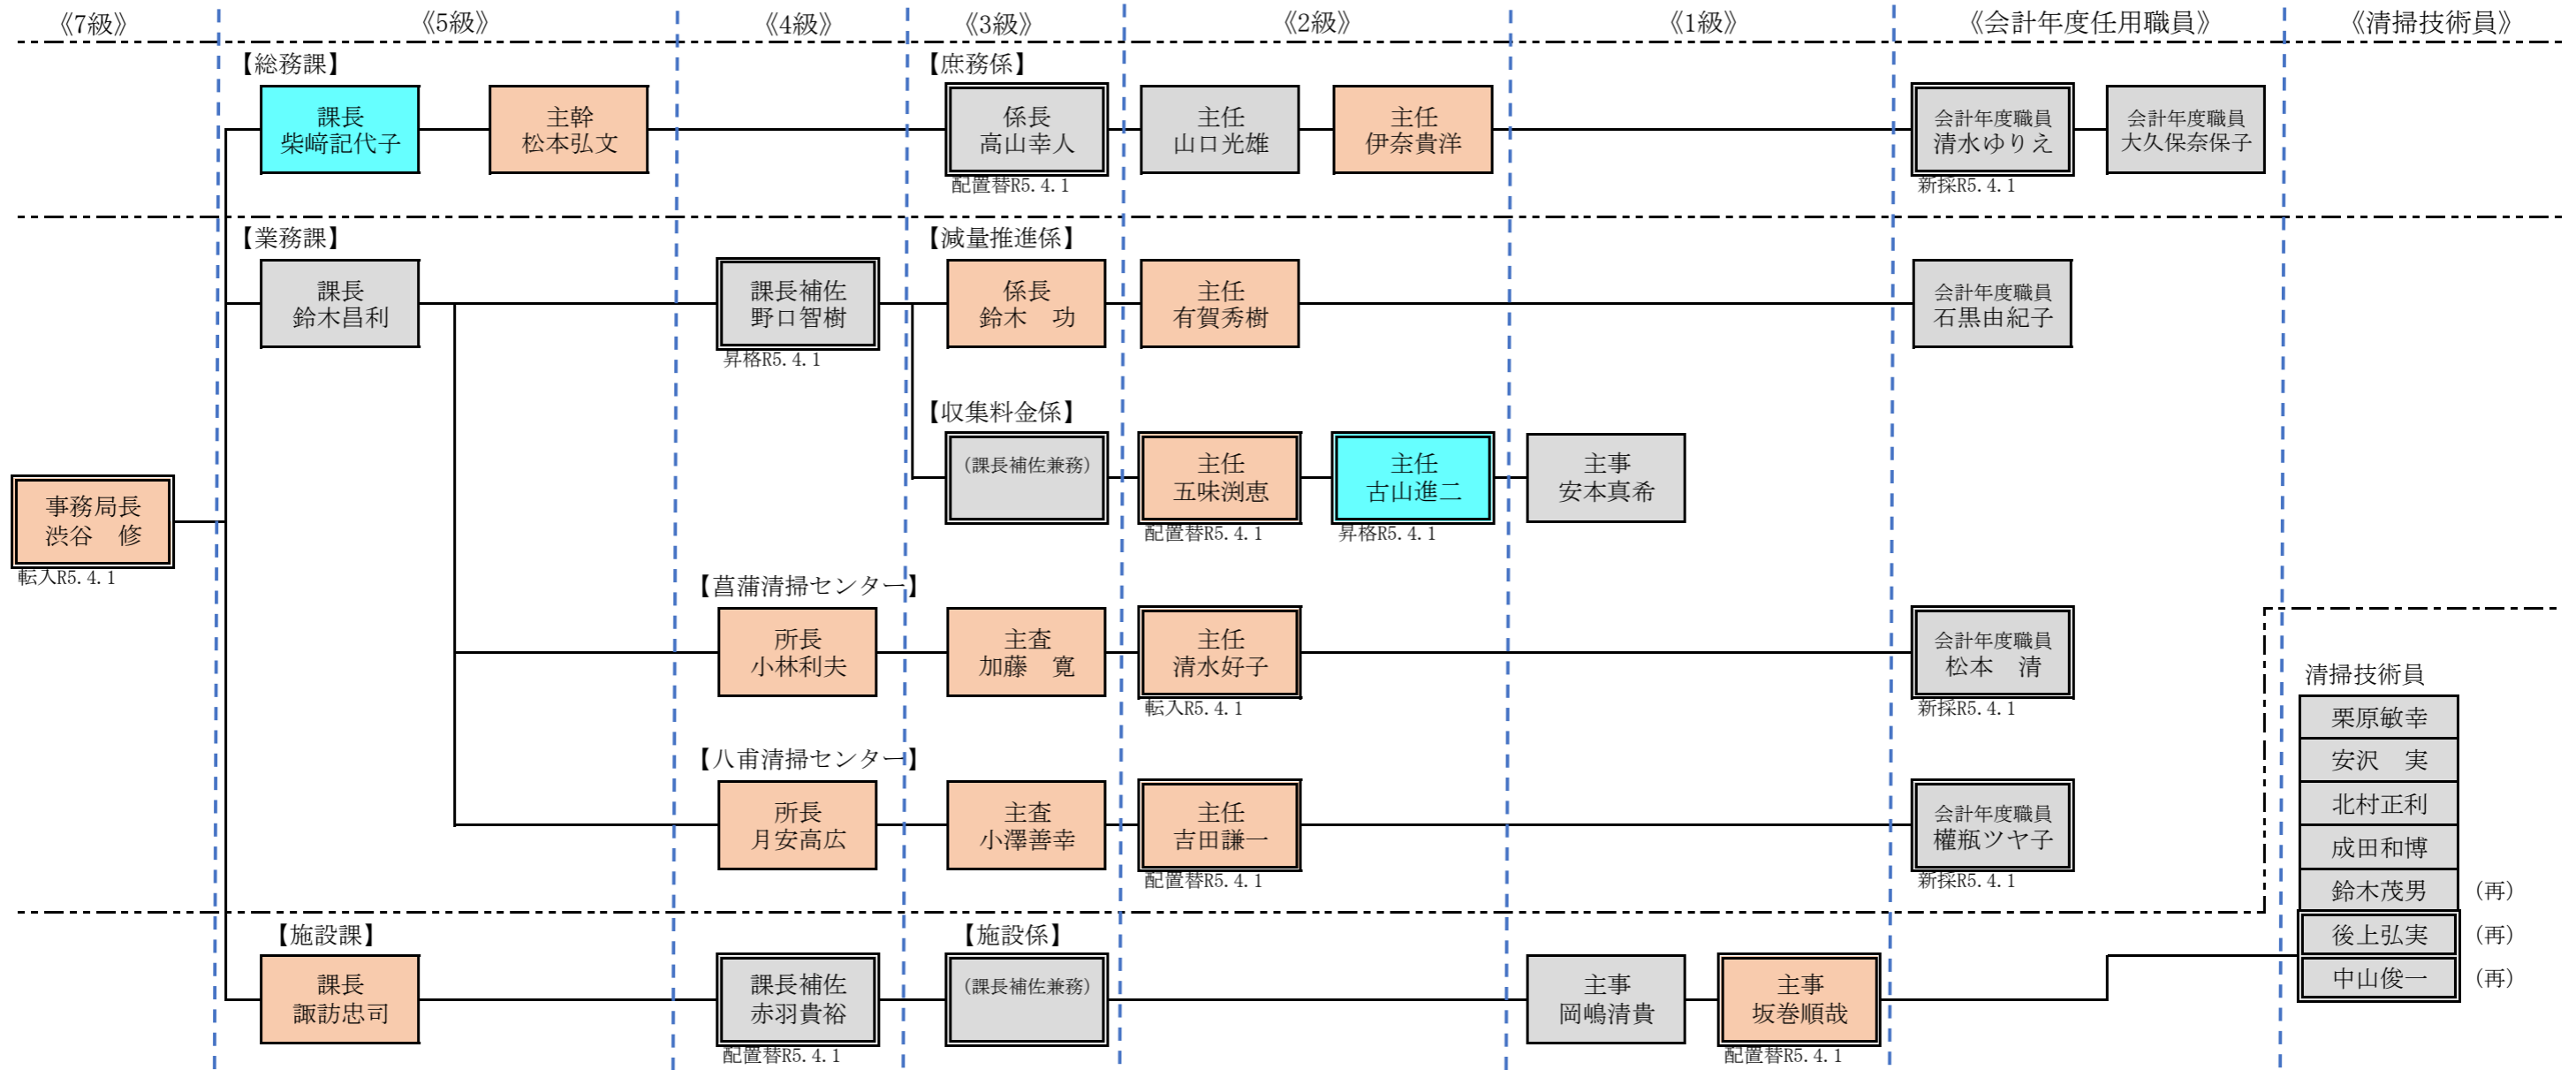 《7級》
《5級》
《4級》
《3級》
《2級》
《1級》
《会計年度任用職員》
《清掃技術員》
【総務課】
【庶務係】
課長
柴﨑記代子
主幹
松本弘文
係長
高山幸人
配置替R5.4.1
主任
山口光雄
主任
伊奈貴洋
会計年度職員
清水ゆりえ
新採R5.4.1
会計年度職員
大久保奈保子
【業務課】
【減量推進係】
課長
鈴木昌利
課長補佐
野口智樹
昇格R5.4.1
係長
鈴木　功
主任
有賀秀樹
会計年度職員
石黒由紀子
【収集料金係】
（課長補佐兼務）
主任
五味渕恵
配置替R5.4.1
主任
古山進二
昇格R5.4.1
主事
安本真希
事務局長
渋谷　修
転入R5.4.1
【菖蒲清掃センター】
所長
小林利夫
主査
加藤　寛
主任
清水好子
転入R5.4.1
会計年度職員
松本　清
新採R5.4.1
【八甫清掃センター】
所長
月安高広
主査
小澤善幸
主任
吉田謙一
配置替R5.4.1
会計年度職員
權瓶ツヤ子
新採R5.4.1
清掃技術員
栗原敏幸
安沢　実
北村正利
成田和博
鈴木茂男　（再）
後上弘実　（再）
中山俊一　（再）
【施設課】
【施設係】
課長
諏訪忠司
課長補佐
赤羽貴裕
配置替R5.4.1
（課長補佐兼務）
主事
岡嶋清貴
主事
坂巻順哉
配置替R5.4.1